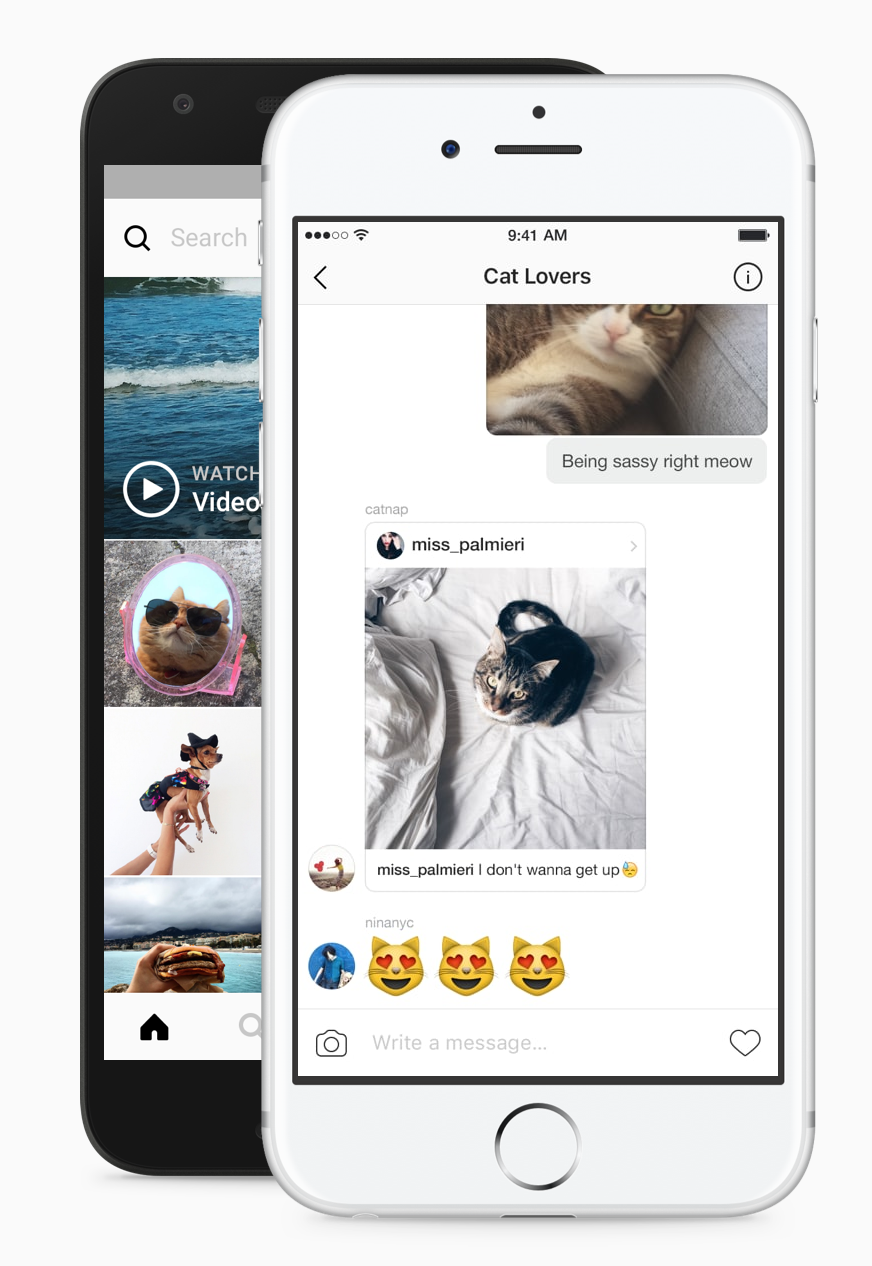 Search
WATCH
Video
9:41 AM
Cat Lovers
Being sassy right meow
catnap
miss_palmieri
miss_palmieri I don't wanna get up😓
ninanyc
😻 😻 😻
Write a message...